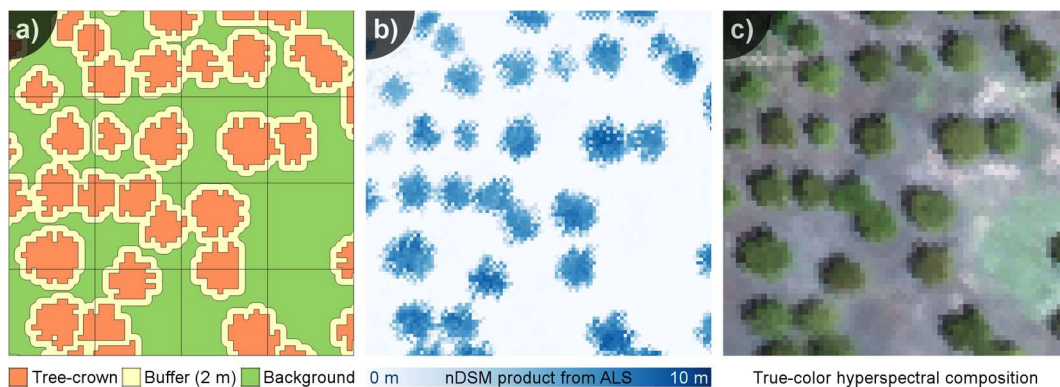 a)
b)
c)
Tree-crown Buffer (2 m) Background
0 m nDSM product from ALS 10 m
True-color hyperspectral composition